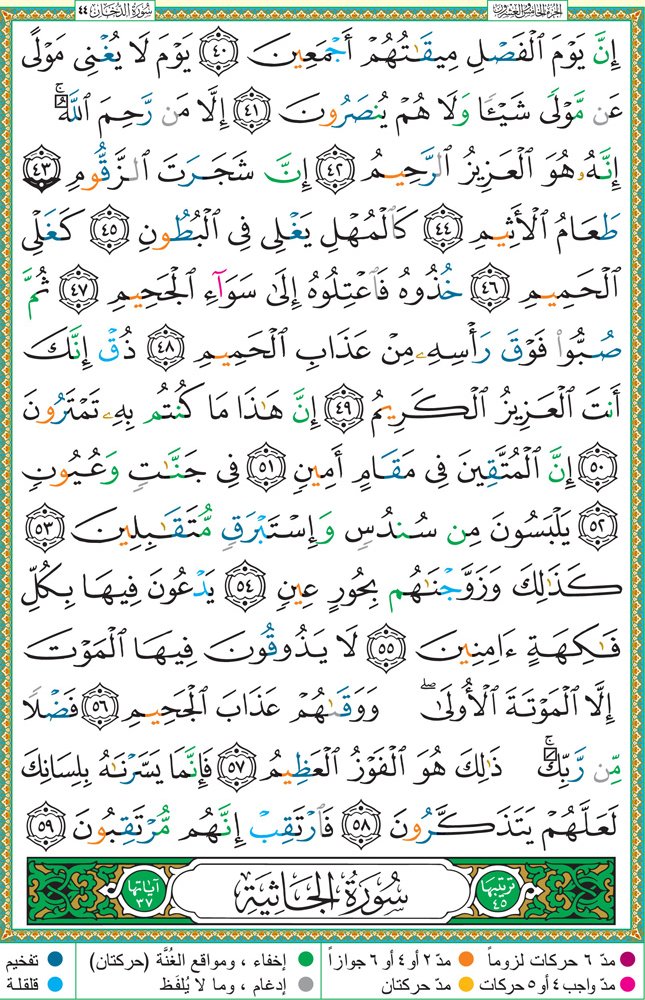 سُورَةُ الدُّخَان ٤٤
الجزء الخامس والعشرون
إِنَّ يَوْمَ ٱلْفَصْلِ مِيقَٰتُهُمْ أَجْمَعِينَ ٤٠ يَوْمَ لَا يُغْنِى مَوْلًى
عَن مَّوْلًى شَيْـًٔا وَلَا هُمْ يُنصَرُونَ ٤١ إِلَّا مَن رَّحِمَ ٱللَّهُ ۚ
إِنَّهُۥ هُوَ ٱلْعَزِيزُ ٱلرَّحِيمُ ٤٢ إِنَّ شَجَرَتَ ٱلزَّقُّومِ ٤٣
طَعَامُ ٱلْأَثِيمِ ٤٤ كَٱلْمُهْلِ يَغْلِى فِى ٱلْبُطُونِ ٤٥ كَغَلْىِ
ٱلْحَمِيمِ ٤٦ خُذُوهُ فَٱعْتِلُوهُ إِلَىٰ سَوَآءِ ٱلْجَحِيمِ ٤٧ ثُمَّ
صُبُّوا۟ فَوْقَ رَأْسِهِۦ مِنْ عَذَابِ ٱلْحَمِيمِ ٤٨ ذُقْ إِنَّكَ
أَنتَ ٱلْعَزِيزُ ٱلْكَرِيمُ ٤٩ إِنَّ هَٰذَا مَا كُنتُم بِهِۦ تَمْتَرُونَ
٥٠ إِنَّ ٱلْمُتَّقِينَ فِى مَقَامٍ أَمِينٍ ٥١ فِى جَنَّٰتٍ وَعُيُونٍ
٥٢ يَلْبَسُونَ مِن سُندُسٍ وَإِسْتَبْرَقٍ مُّتَقَٰبِلِينَ ٥٣
كَذَٰلِكَ وَزَوَّجْنَٰهُم بِحُورٍ عِينٍ ٥٤ يَدْعُونَ فِيهَا بِكُلِّ
فَٰكِهَةٍ ءَامِنِينَ ٥٥ لَا يَذُوقُونَ فِيهَا ٱلْمَوْتَ
إِلَّا ٱلْمَوْتَةَ ٱلْأُولَىٰ ۖ وَوَقَىٰهُمْ عَذَابَ ٱلْجَحِيمِ ٥٦ فَضْلًا
مِّن رَّبِّكَ ۚ ذَٰلِكَ هُوَ ٱلْفَوْزُ ٱلْعَظِيمُ ٥٧ فَإِنَّمَا يَسَّرْنَٰهُ بِلِسَانِكَ
لَعَلَّهُمْ يَتَذَكَّرُونَ ٥٨ فَٱرْتَقِبْ إِنَّهُم مُّرْتَقِبُونَ ٥٩
ترتيبها ٤٥
سُورَةُ الجَاثِيَة
آياتها ٣٧
مدّ ٦ حركات لزوماً
مدّ ٢ أو ٤ أو ٦ جوازاً
إخفاء ، ومواقع الغُنَّة (حركتان)
تفخيم
مدّ واجب ٤ أو ٥ حركات
مدّ حركتان
إدغام ، وما لا يُلفَظ
قلقلة